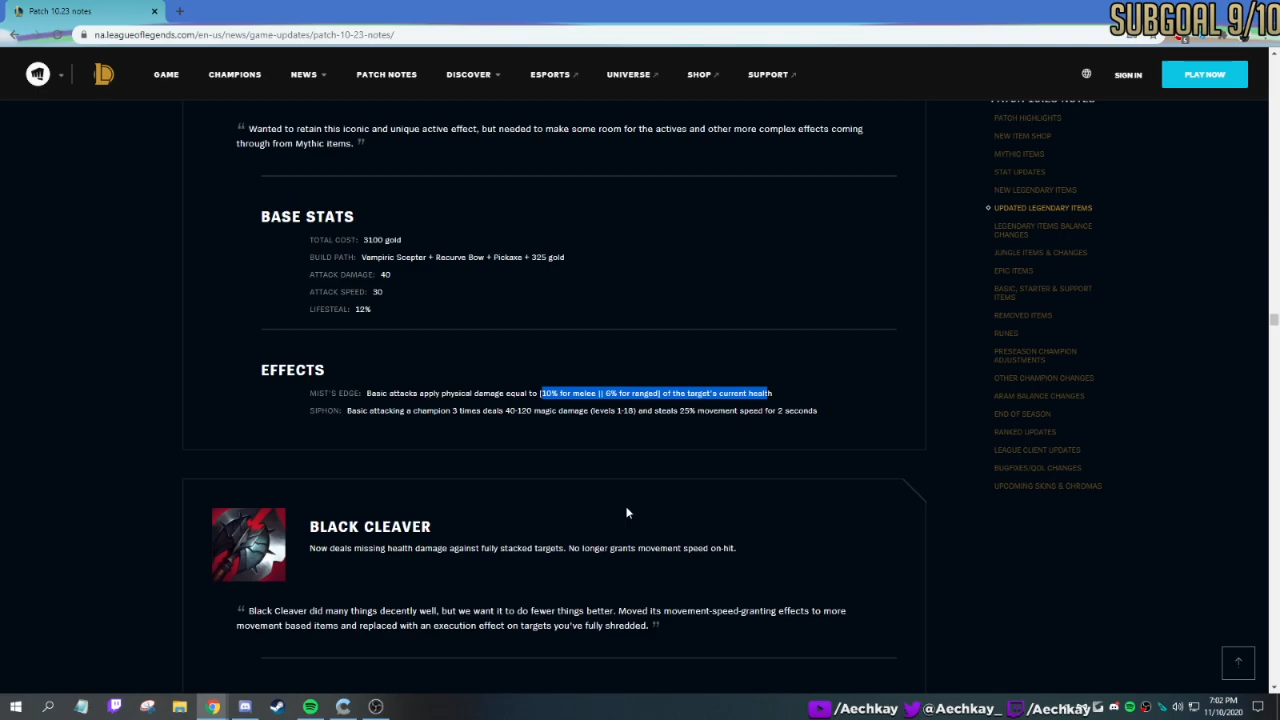 Patch 10.23 notes
SUBGOAL 9/10
na.leagueoflegends.com/en-us/news/game-updates/patch-10-23-notes/
GAME
CHAMPIONS
NEWS
PATCH NOTES
DISCOVER
ESPORTS
UNIVERSE
SHOP
SUPPORT
SIGN IN
PLAY NOW
“ Wanted to retain this iconic and unique active effect, but needed to make some room for the actives and other more complex effects coming
through from Mythic items. ”
BASE STATS
TOTAL COST: 3100 gold
BUILD PATH: Vampiric Scepter + Recurve Bow + Pickaxe + 325 gold
ATTACK DAMAGE: 40
ATTACK SPEED: 30
LIFESTEAL: 12%
EFFECTS
MIST'S EDGE: Basic attacks apply physical damage equal to [10% for melee || 6% for ranged] of the target's current health
SIPHON: Basic attacking a champion 3 times deals 40-120 magic damage (levels 1-18) and steals 25% movement speed for 2 seconds
BLACK CLEAVER
Now deals missing health damage against fully stacked targets. No longer grants movement speed on-hit.
“ Black Cleaver did many things decently well, but we want it to do fewer things better. Moved its movement-speed-granting effects to more
movement based items and replaced with an execution effect on targets you've fully shredded. ”
PATCH 10.23 NOTES
PATCH HIGHLIGHTS
NEW ITEM SHOP
MYTHIC ITEMS
STAT UPDATES
NEW LEGENDARY ITEMS
UPDATED LEGENDARY ITEMS
LEGENDARY ITEMS BALANCE
CHANGES
JUNGLE ITEMS & CHANGES
EPIC ITEMS
BASIC, STARTER & SUPPORT
ITEMS
REMOVED ITEMS
RUNES
PRESEASON CHAMPION
ADJUSTMENTS
OTHER CHAMPION CHANGES
ARAM BALANCE CHANGES
END OF SEASON
RANKED UPDATES
LEAGUE CLIENT UPDATES
BUGFIXES/QOL CHANGES
UPCOMING SKINS & CHROMAS
/Aechkay
@Aechkay_
/Aechkay
7:02 PM
11/10/2020